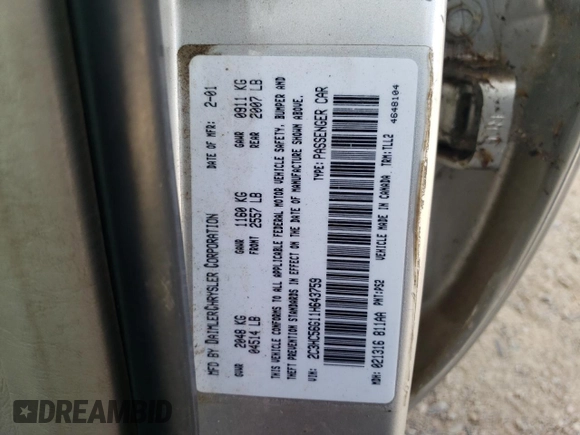 MFD BY DAIMLERCHRYSLER CORPORATION DATE OF MFR: 2-01
GVWR 2048 KG 04514 LB GAWR FRONT 1160 KG 2557 LB GAWR REAR 0911 KG 2007 LB
THIS VEHICLE CONFORMS TO ALL APPLICABLE FEDERAL MOTOR VEHICLE SAFETY, BUMPER AND
THEFT PREVENTION STANDARDS IN EFFECT ON THE DATE OF MANUFACTURE SHOWN ABOVE.
VIN: 2C3HC56G11H643759 TYPE: PASSENGER CAR
MDH: 021316 811AA PNT: PS2 VEHICLE MADE IN CANADA TRM: TLL2
4648104
DREAMBID